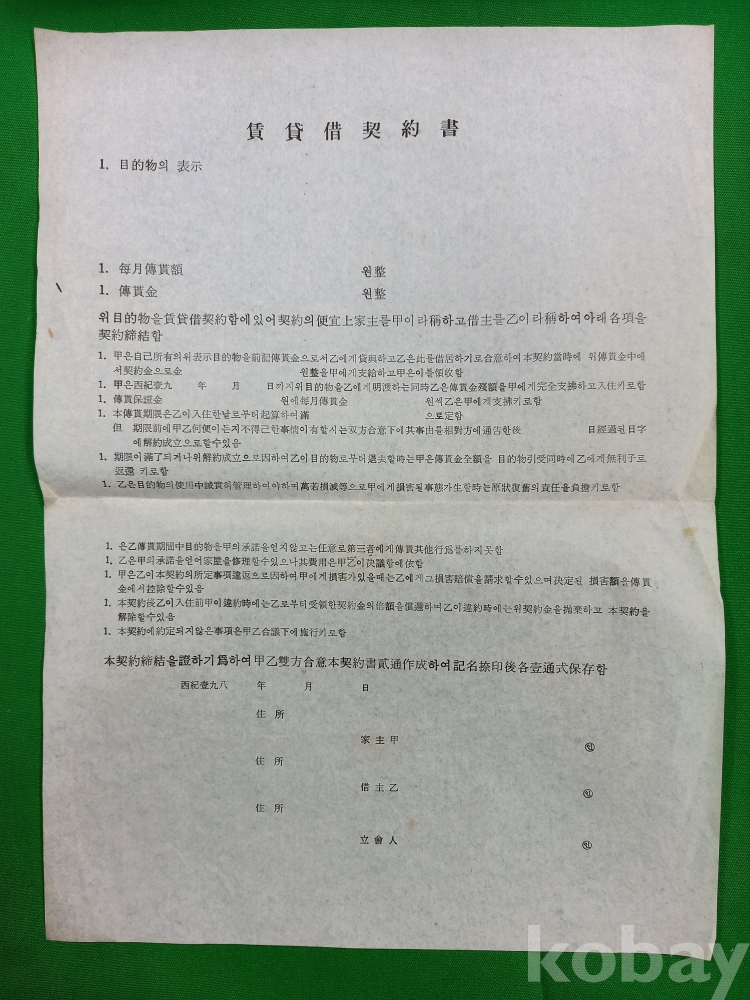 賃貸借契約書
1. 目的物의 表示
1. 每月傳貰額 원整
1. 傳貰金 원整
위目的物을賃貸借契約함에있어契約의便宜上家主를甲이라稱하고借主를乙이라稱하여아래各項을
契約締結함
1. 甲은自己所有의위表示目的物을前記傳貰金으로서乙에게貸與하고乙은此를借居하기로合意하여本契約當時에 위傳貰金中에
서契約金으로金 원整을甲에게支給하고甲은이를領收함
1. 甲은西紀壹九 年 月 日까지위目的物을乙에게明渡하는同時乙은傳貰金殘額을甲에게完全支拂하고入住키로함
1. 傳貰保證金 원에每月傳貰金 원씩乙은甲에게支拂키로함
1. 本傳貰期限은乙이入住한날로부터起算하여滿 으로定함
但 期限前에甲乙何便이든지不得已한事情이有할시는双方合意下에其事由를相對方에通告한後 日經過된日字
에解約成立으로할수있음
1. 期限이滿了되거나위解約成立으로因하여乙이目的物로부터退去할時는甲은傳貰金全額을 目的物引受同時에乙에게無利子로
返還 키로함
1. 乙은目的物의使用中誠實히管理하여야하며萬若損滅等으로甲에게損害될事態가生할時는原狀復舊의責任을負擔키로함
1. 은乙傳貰期間中目的物을甲의承諾을얻지않고는任意로第三者에게傳貰其他行爲를하지못함
1. 乙은甲의承諾을얻어家屋을修理할수있으나其費用은甲乙이決議함에依함
1. 甲은乙이本契約의所定事項違反으로因하여甲에게損害가있을때는乙에게그損害賠償을請求할수있으며決定된 損害額을傳貰
金에서控除할수있음
1. 本契約後乙이入住前甲이違約時에는乙로부터受領한契約金의倍額을償還하며乙이違約時에는위契約金을抛棄하고 本契約을
解除할수있음
1. 本契約에約定되지않은事項은甲乙合議下에施行키로함
本契約締結을證하기爲하여甲乙雙方合意本契約書貳通作成하여記名捺印後各壹通式保存함
西紀壹九八 年 月 日
住所
家主甲 ㊞
住所
借主乙 ㊞
住所
立會人 ㊞
kobay